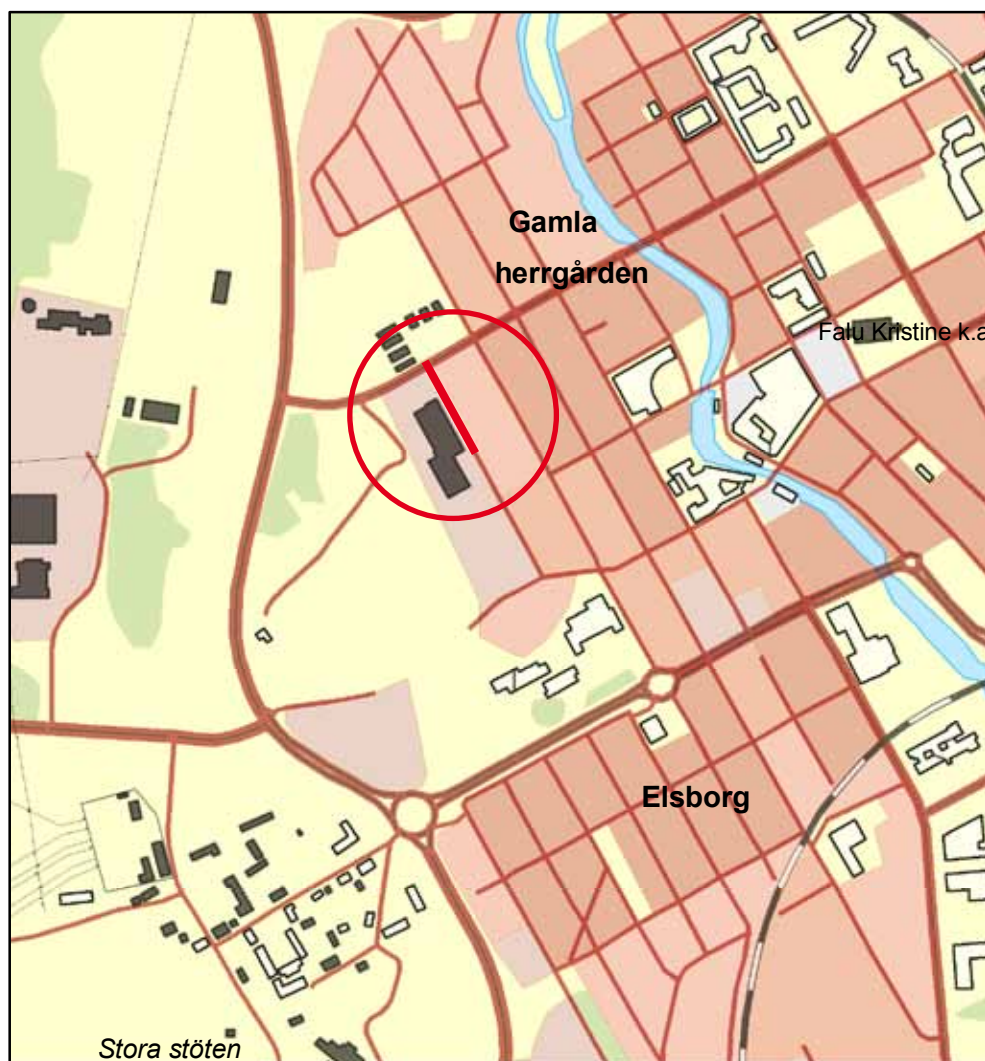 Gamla
herrgården
Falu Kristine k.a
Elsborg
Stora stöten